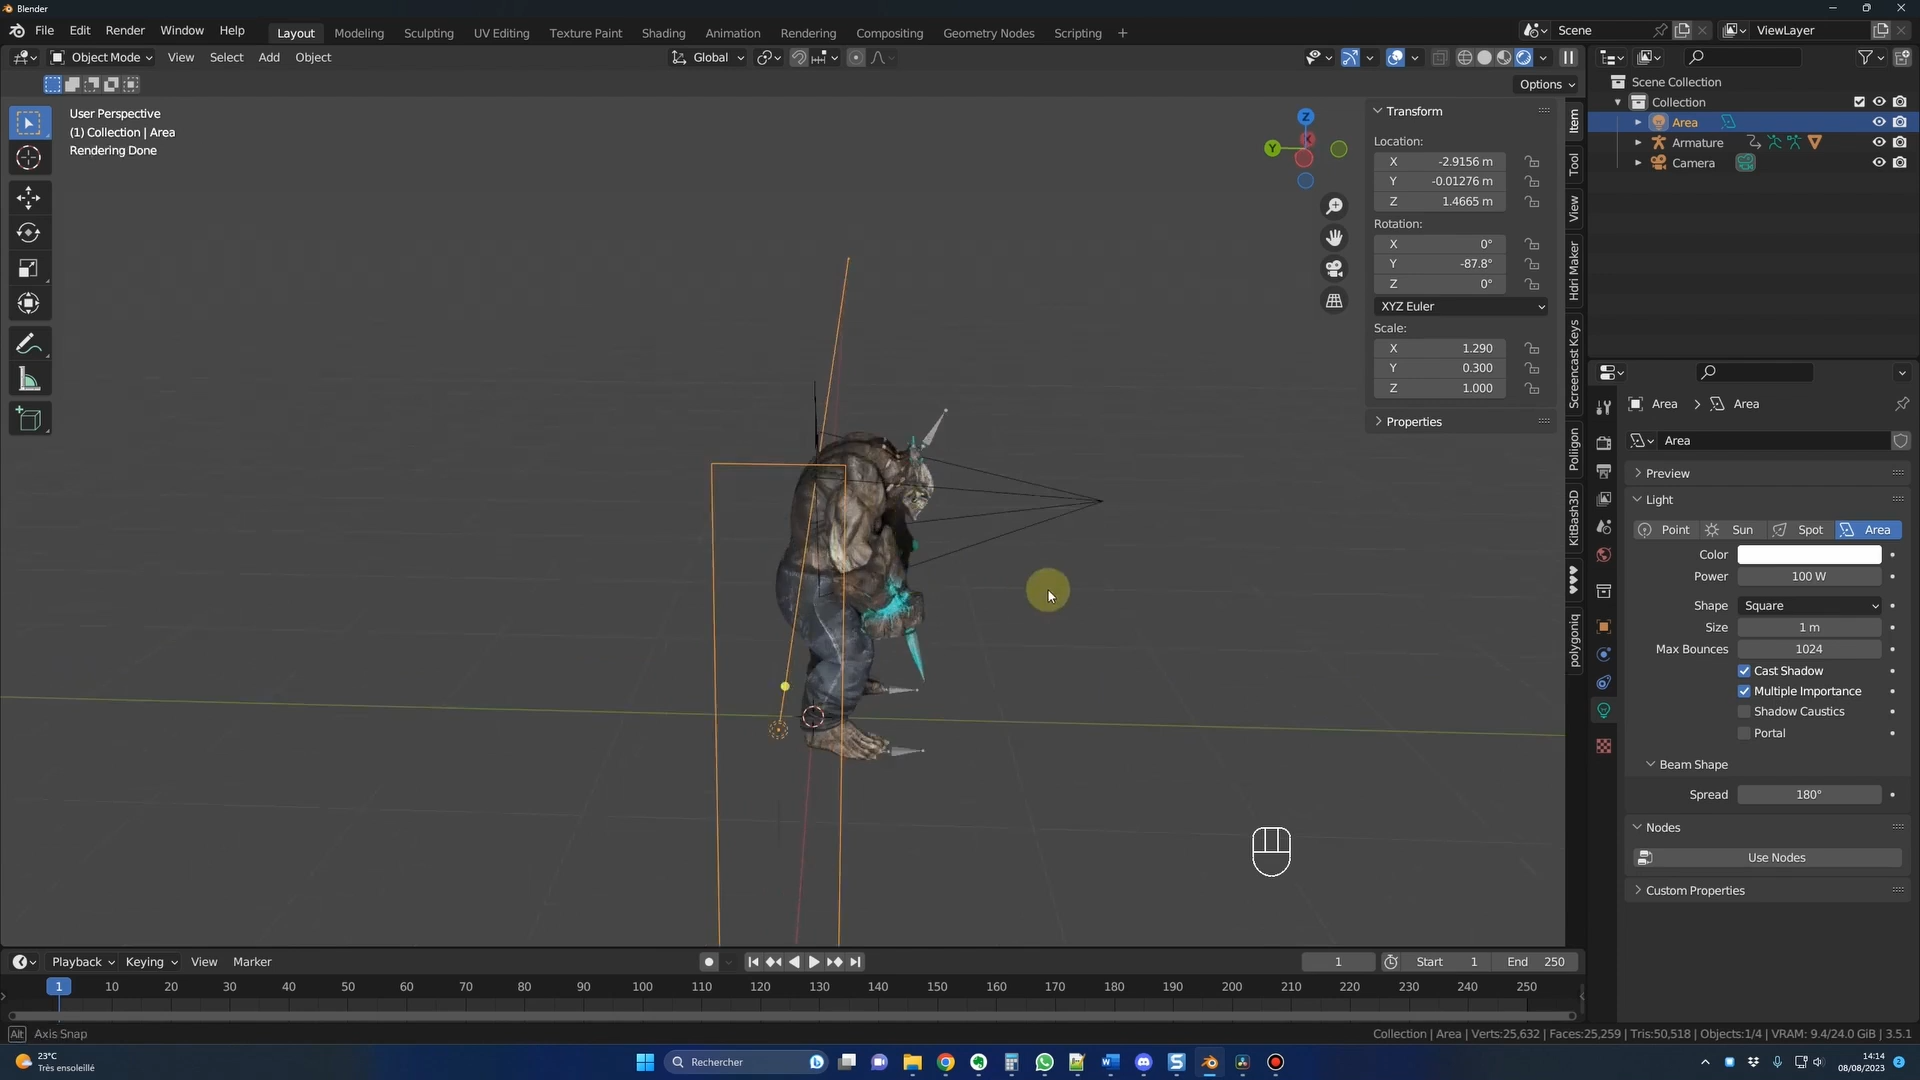 Blender
File Edit Render Window Help
Layout Modeling Sculpting UV Editing Texture Paint Shading Animation Rendering Compositing Geometry Nodes Scripting +
Scene
ViewLayer
Object Mode View Select Add Object
Global
Options
User Perspective
(1) Collection | Area
Rendering Done
Z
Y
X
Transform
Location:
X -2.9156 m
Y -0.01276 m
Z 1.4665 m
Rotation:
X 0°
Y -87.8°
Z 0°
XYZ Euler
Scale:
X 1.290
Y 0.300
Z 1.000
Properties
Item
Tool
View
Hdri Maker
Screencast Keys
Poliigon
KitBash3D
♥♥♥
polygoniq
Scene Collection
Collection
Area
Armature
Camera
Area > Area
Area
Preview
Light
Point Sun Spot Area
Color
Power 100 W
Shape Square
Size 1 m
Max Bounces 1024
Cast Shadow
Multiple Importance
Shadow Caustics
Portal
Beam Shape
Spread 180°
Nodes
Use Nodes
Custom Properties
Playback Keying View Marker
1 Start 1 End 250
1 10 20 30 40 50 60 70 80 90 100 110 120 130 140 150 160 170 180 190 200 210 220 230 240 250
Alt Axis Snap
Collection | Area | Verts:25,632 | Faces:25,259 | Tris:50,518 | Objects:1/4 | VRAM: 9.4/24.0 GiB | 3.5.1
23°C
Très ensoleillé
Rechercher
14:14
08/08/2023
2